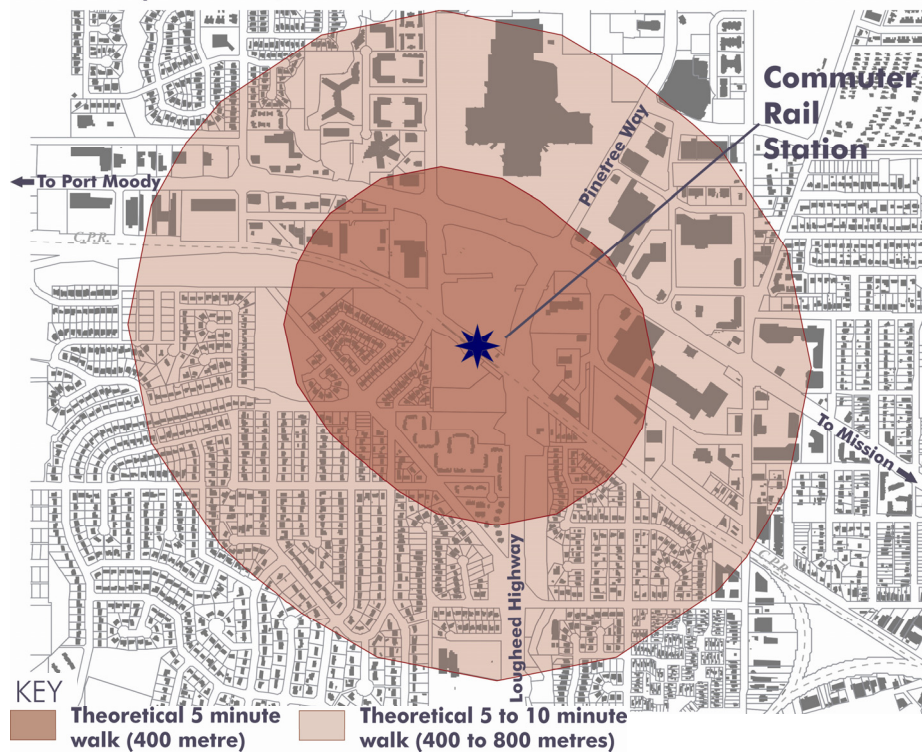 Commuter
Rail
Station
Pinetree Way
To Port Moody
C.P.R.
To Mission
C.P.R.
Lougheed Highway
KEY
Theoretical 5 minute
walk (400 metre)
Theoretical 5 to 10 minute
walk (400 to 800 metres)